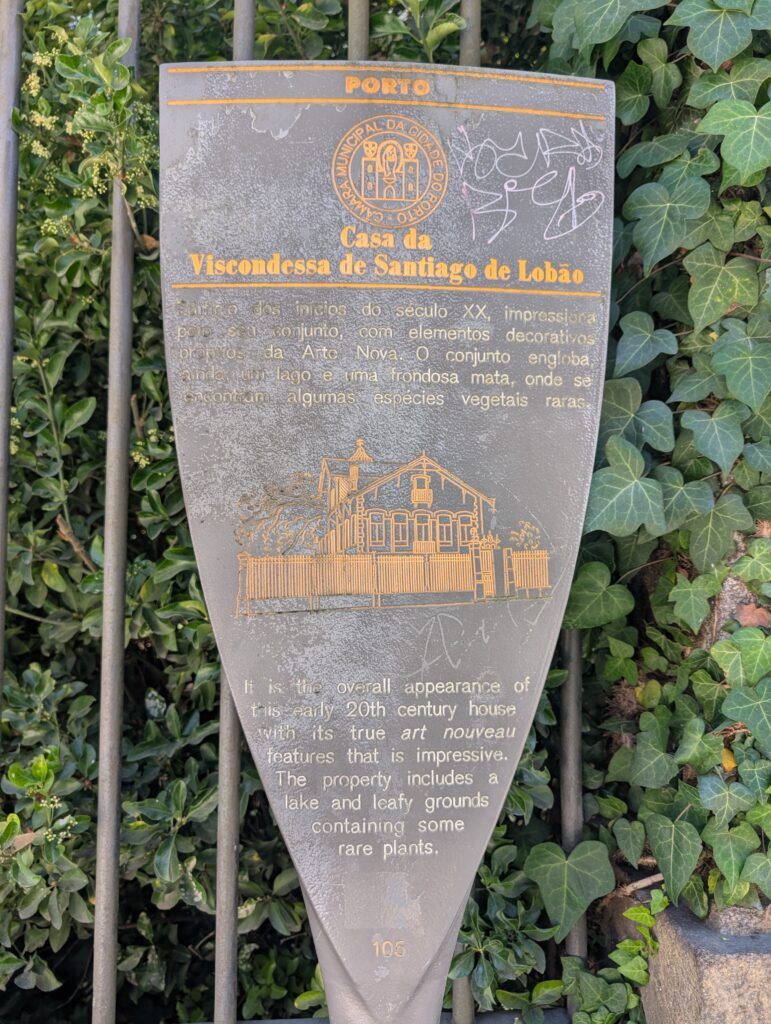 PORTO
CÂMARA MUNICIPAL DA CIDADE DO PORTO
Casa da
Viscondessa de Santiago de Lobão
Edifício dos inícios do século XX, impressiona
pelo seu conjunto, com elementos decorativos
próprios da Arte Nova. O conjunto engloba,
ainda, um lago e uma frondosa mata, onde se
encontram algumas espécies vegetais raras.
It is the overall appearance of
this early 20th century house
with its true art nouveau
features that is impressive.
The property includes a
lake and leafy grounds
containing some
rare plants.
106